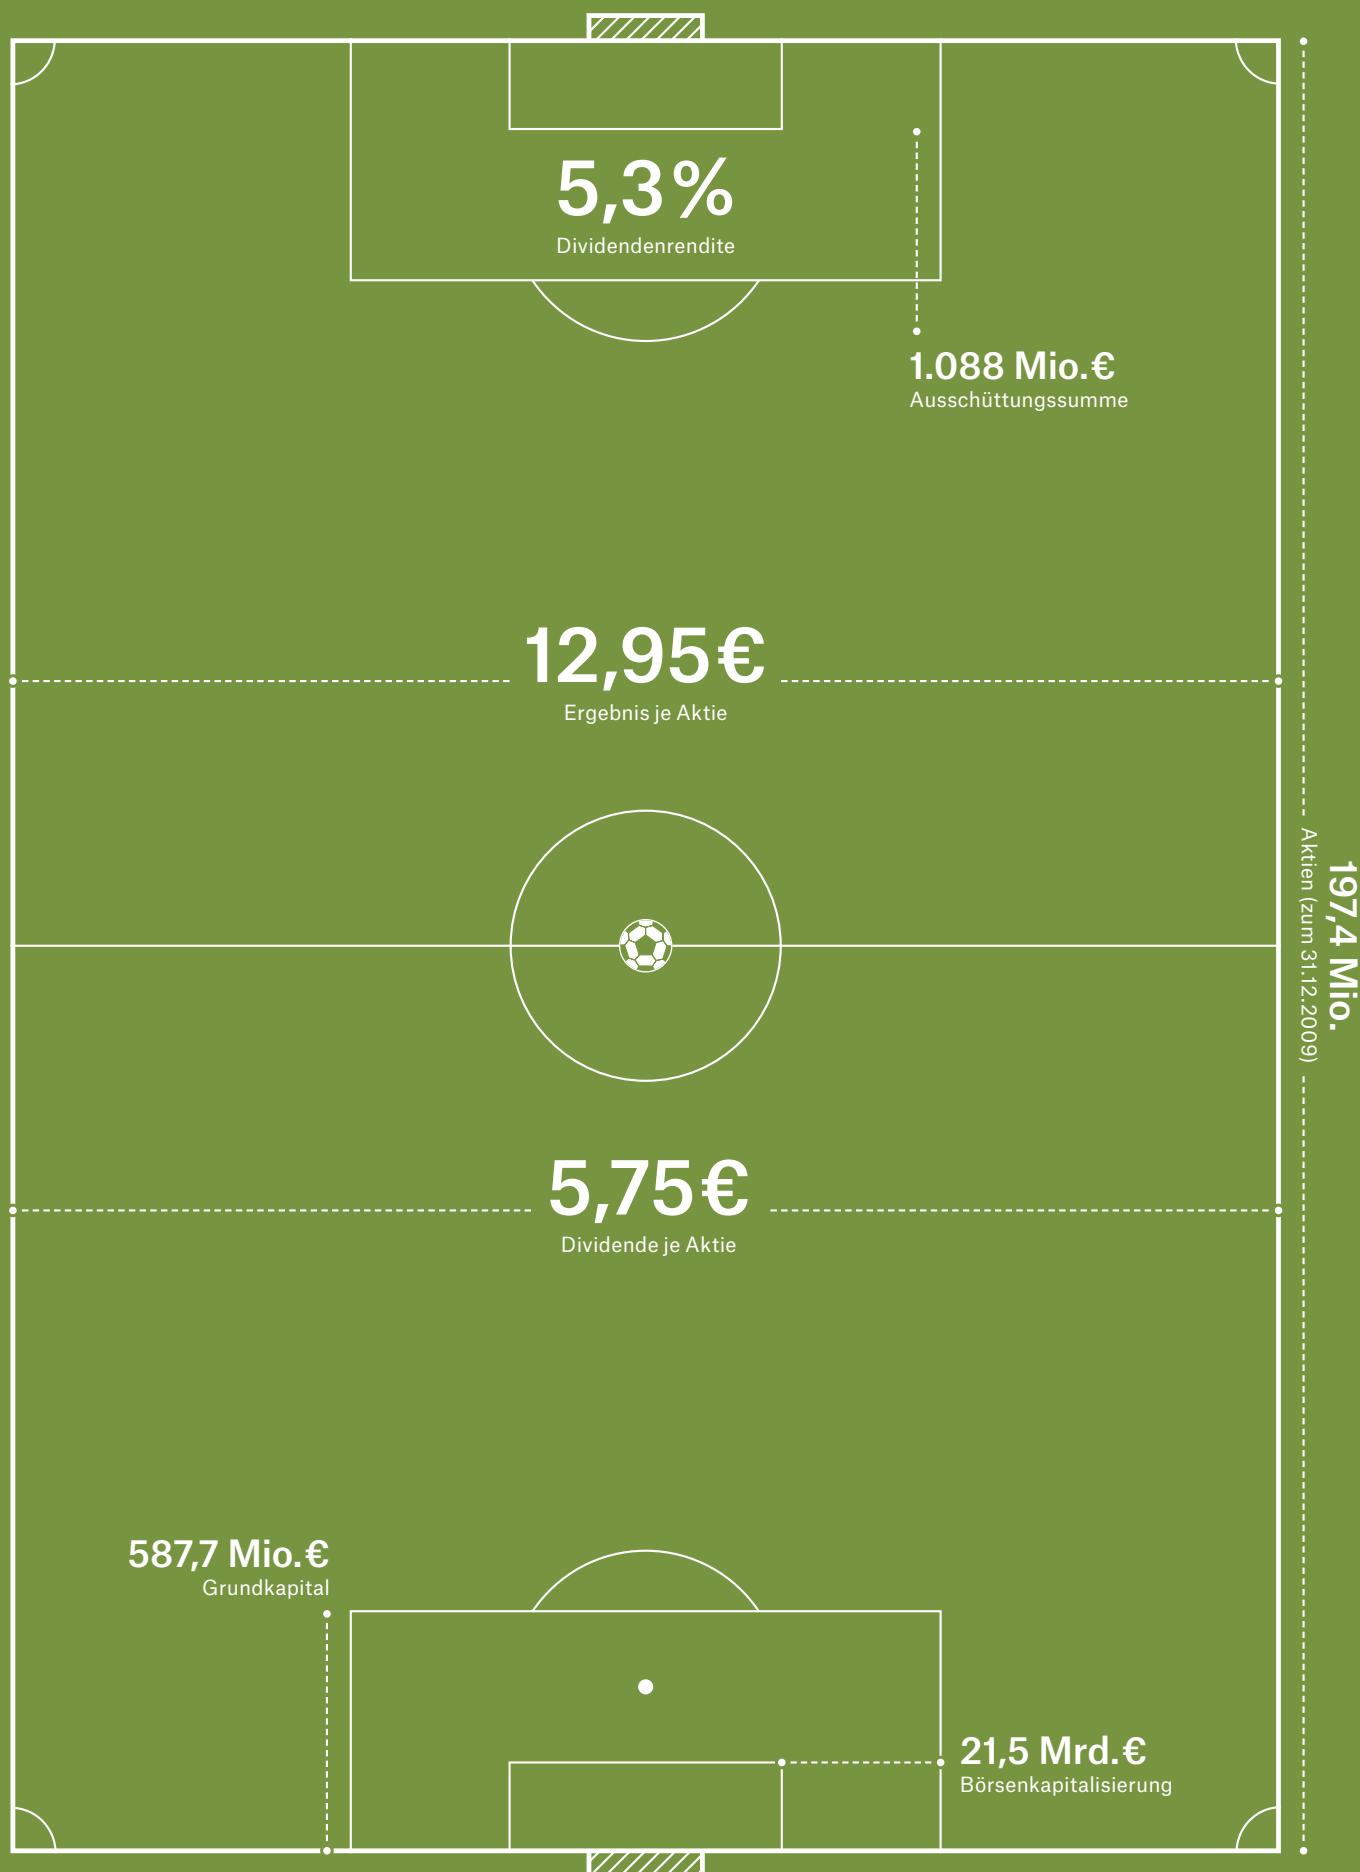 5,3 %
Dividendenrendite
1.088 Mio. €
Ausschüttungssumme
12,95 €
Ergebnis je Aktie
197,4 Mio.
Aktien (zum 31.12.2009)
5,75 €
Dividende je Aktie
587,7 Mio. €
Grundkapital
21,5 Mrd. €
Börsenkapitalisierung